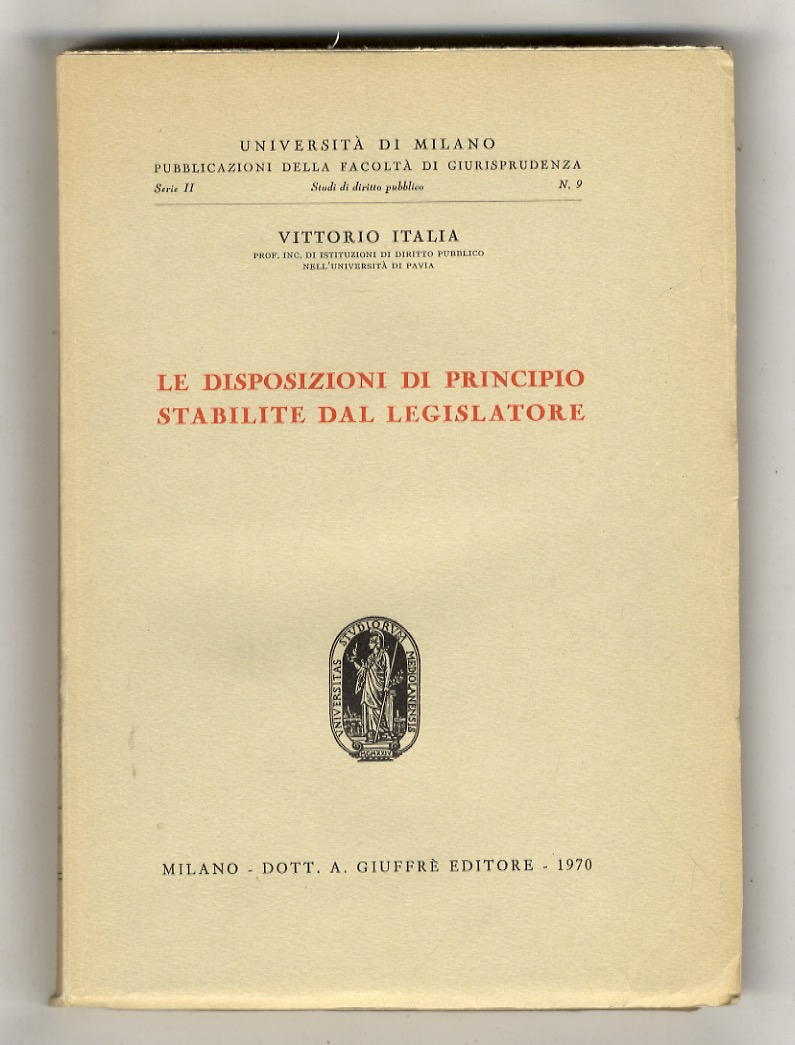 UNIVERSITÀ DI MILANO
PUBBLICAZIONI DELLA FACOLTÀ DI GIURISPRUDENZA
Serie II Studi di diritto pubblico N. 9
VITTORIO ITALIA
PROF. INC. DI ISTITUZIONI DI DIRITTO PUBBLICO
NELL'UNIVERSITÀ DI PAVIA
LE DISPOSIZIONI DI PRINCIPIO
STABILITE DAL LEGISLATORE
UNIVERSITAS STVDIORVM MEDIOLANENSIS
MCMXXIV
MILANO - DOTT. A. GIUFFRÈ EDITORE - 1970